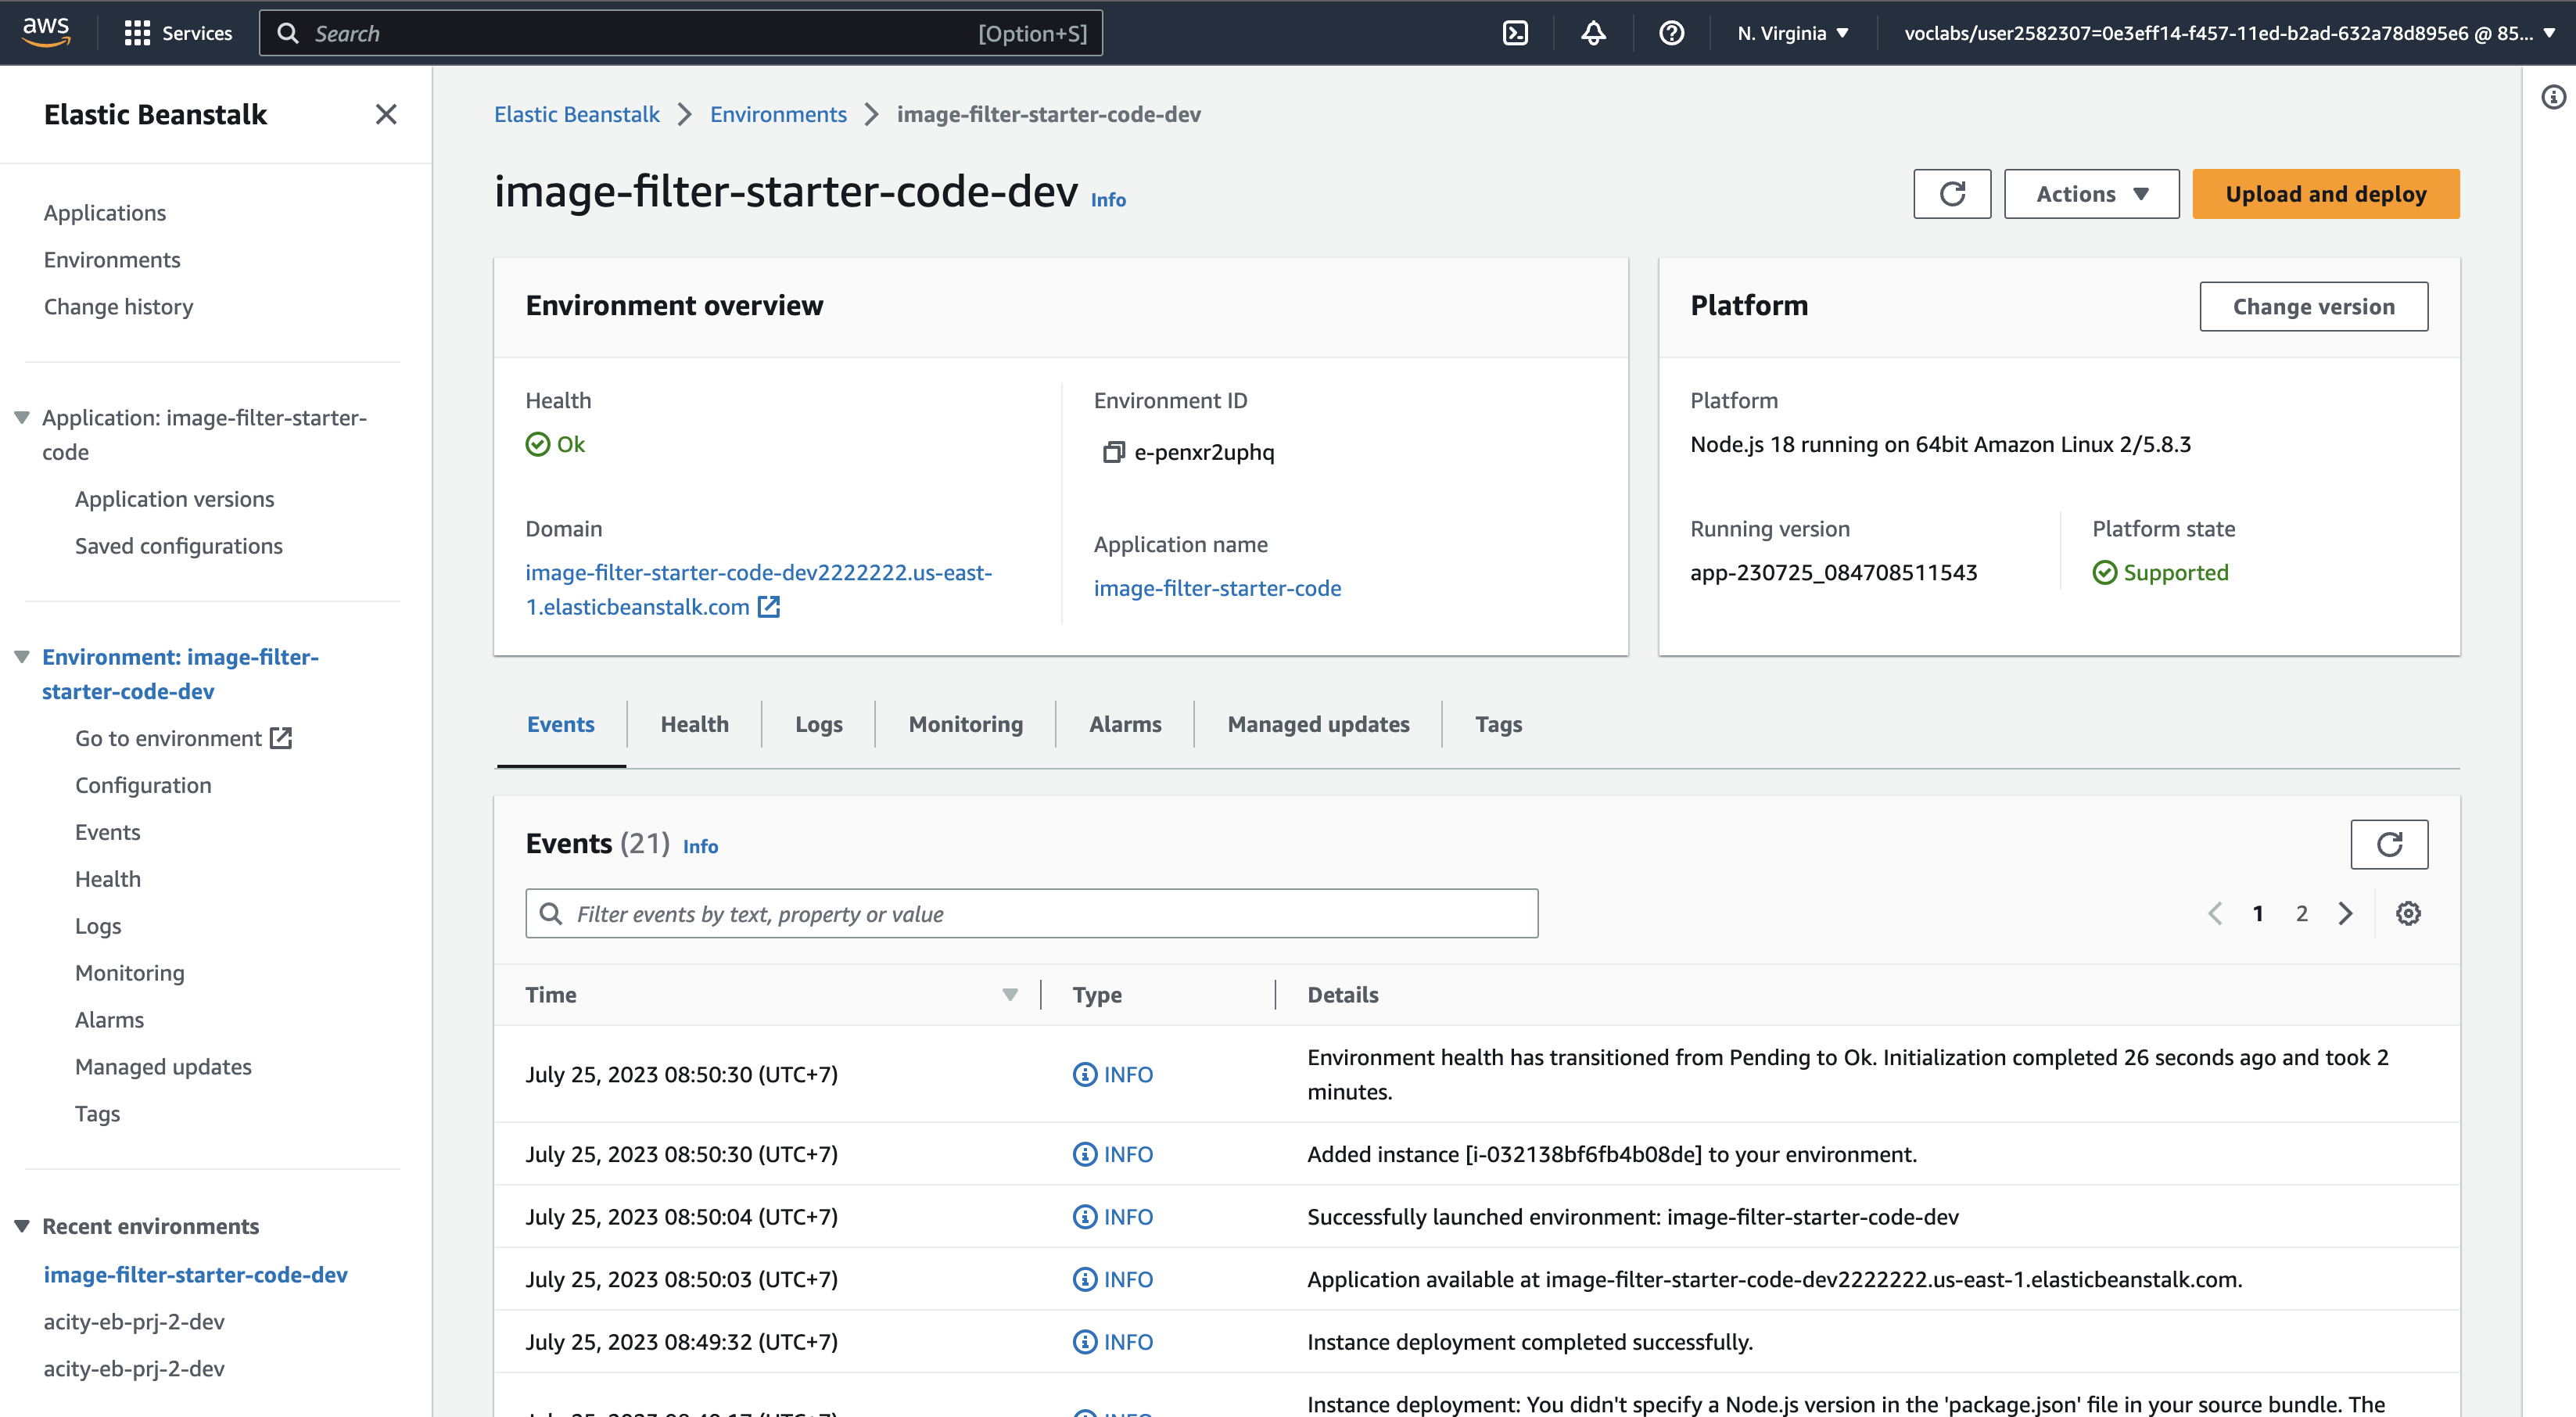 aws
Services
Search
[Option+S]
N. Virginia
voclabs/user2582307=0e3eff14-f457-11ed-b2ad-632a78d895e6 @ 85...
Elastic Beanstalk
Applications
Environments
Change history
Application: image-filter-starter-
code
Application versions
Saved configurations
Environment: image-filter-
starter-code-dev
Go to environment
Configuration
Events
Health
Logs
Monitoring
Alarms
Managed updates
Tags
Recent environments
image-filter-starter-code-dev
acity-eb-prj-2-dev
acity-eb-prj-2-dev
Elastic Beanstalk > Environments > image-filter-starter-code-dev
image-filter-starter-code-dev Info
Actions
Upload and deploy
Environment overview
Health
Ok
Domain
image-filter-starter-code-dev2222222.us-east-
1.elasticbeanstalk.com
Environment ID
e-penxr2uphq
Application name
image-filter-starter-code
Platform
Change version
Platform
Node.js 18 running on 64bit Amazon Linux 2/5.8.3
Running version
app-230725_084708511543
Platform state
Supported
Events
Health
Logs
Monitoring
Alarms
Managed updates
Tags
Events (21) Info
Filter events by text, property or value
1 2
Time Type Details
July 25, 2023 08:50:30 (UTC+7) INFO Environment health has transitioned from Pending to Ok. Initialization completed 26 seconds ago and took 2
minutes.
July 25, 2023 08:50:30 (UTC+7) INFO Added instance [i-032138bf6fb4b08de] to your environment.
July 25, 2023 08:50:04 (UTC+7) INFO Successfully launched environment: image-filter-starter-code-dev
July 25, 2023 08:50:03 (UTC+7) INFO Application available at image-filter-starter-code-dev2222222.us-east-1.elasticbeanstalk.com.
July 25, 2023 08:49:32 (UTC+7) INFO Instance deployment completed successfully.
Instance deployment: You didn't specify a Node.js version in the 'package.json' file in your source bundle. The